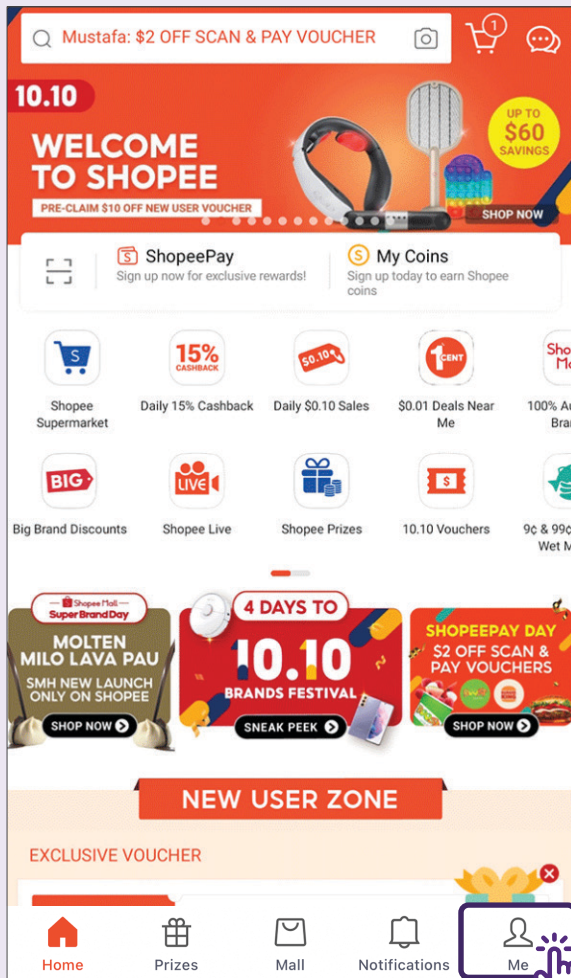 Mustafa: $2 OFF SCAN & PAY VOUCHER
1
10.10
WELCOME
TO SHOPEE
PRE-CLAIM $10 OFF NEW USER VOUCHER
UP TO
$60
SAVINGS
SHOP NOW
ShopeePay
Sign up now for exclusive rewards!
My Coins
Sign up today to earn Shopee
coins
15%
CASHBACK
$0.10
1
CENT
Sho
Ma
Shopee
Supermarket
Daily 15% Cashback
Daily $0.10 Sales
$0.01 Deals Near
Me
100% Au
Bra
BIG
LIVE
$
Big Brand Discounts
Shopee Live
Shopee Prizes
10.10 Vouchers
9¢ & 99¢
Wet M
Shopee Mall
Super Brand Day
MOLTEN
MILO LAVA PAU
SMH NEW LAUNCH
ONLY ON SHOPEE
SHOP NOW
4 DAYS TO
10.10
BRANDS FESTIVAL
SNEAK PEEK
SHOPEEPAY DAY
$2 OFF SCAN &
PAY VOUCHERS
SHOP NOW
NEW USER ZONE
EXCLUSIVE VOUCHER
Home
Prizes
Mall
Notifications
Me